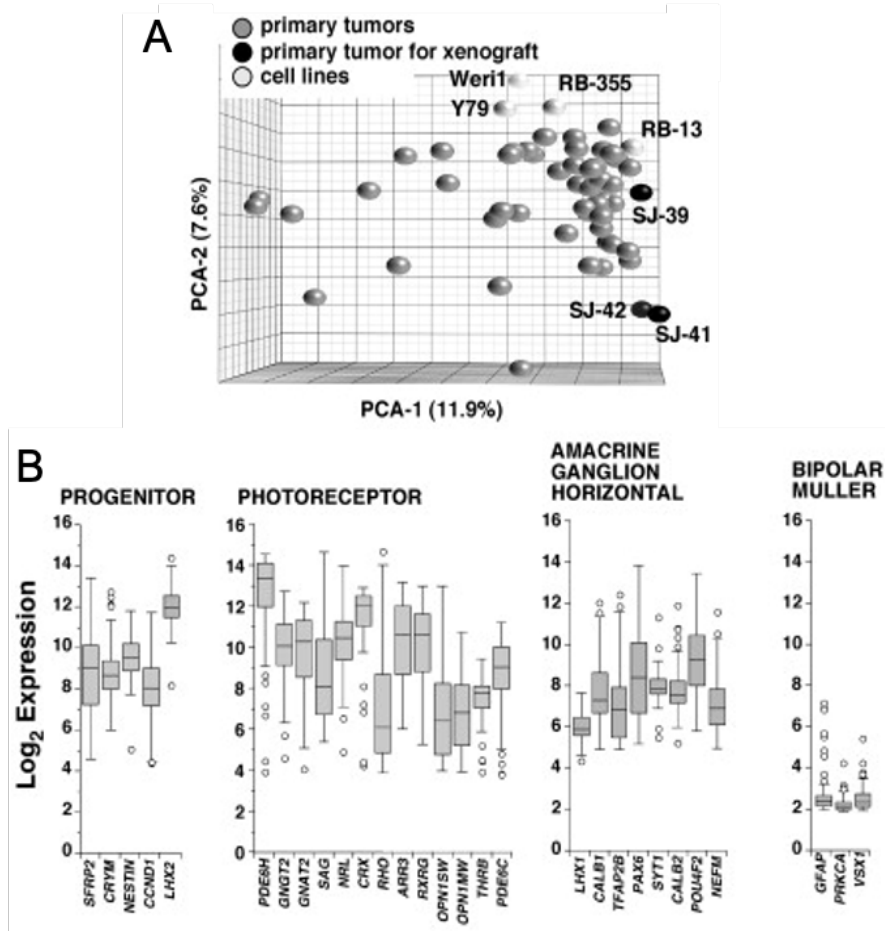 A
primary tumors
primary tumor for xenograft
cell lines
Weri1
RB-355
Y79
RB-13
SJ-39
SJ-42
SJ-41
PCA-2 (7.6%)
PCA-1 (11.9%)
B
PROGENITOR
PHOTORECEPTOR
AMACRINE
GANGLION
HORIZONTAL
BIPOLAR
MULLER
Log2 Expression
16
14
12
10
8
6
4
2
0
SFRP2
CRYM
NESTIN
CCND1
LHX2
16
14
12
10
8
6
4
2
0
PDE6H
GNGT2
GNAT2
SAG
NRL
CRX
RHO
ARR3
RXRG
OPN1SW
OPN1MW
THRB
PDE6C
16
14
12
10
8
6
4
2
0
LHX1
CALB1
TFAP2B
PAX6
SYT1
CALB2
POU4F2
NEFM
16
14
12
10
8
6
4
2
0
GFAP
PRKCA
VSX1